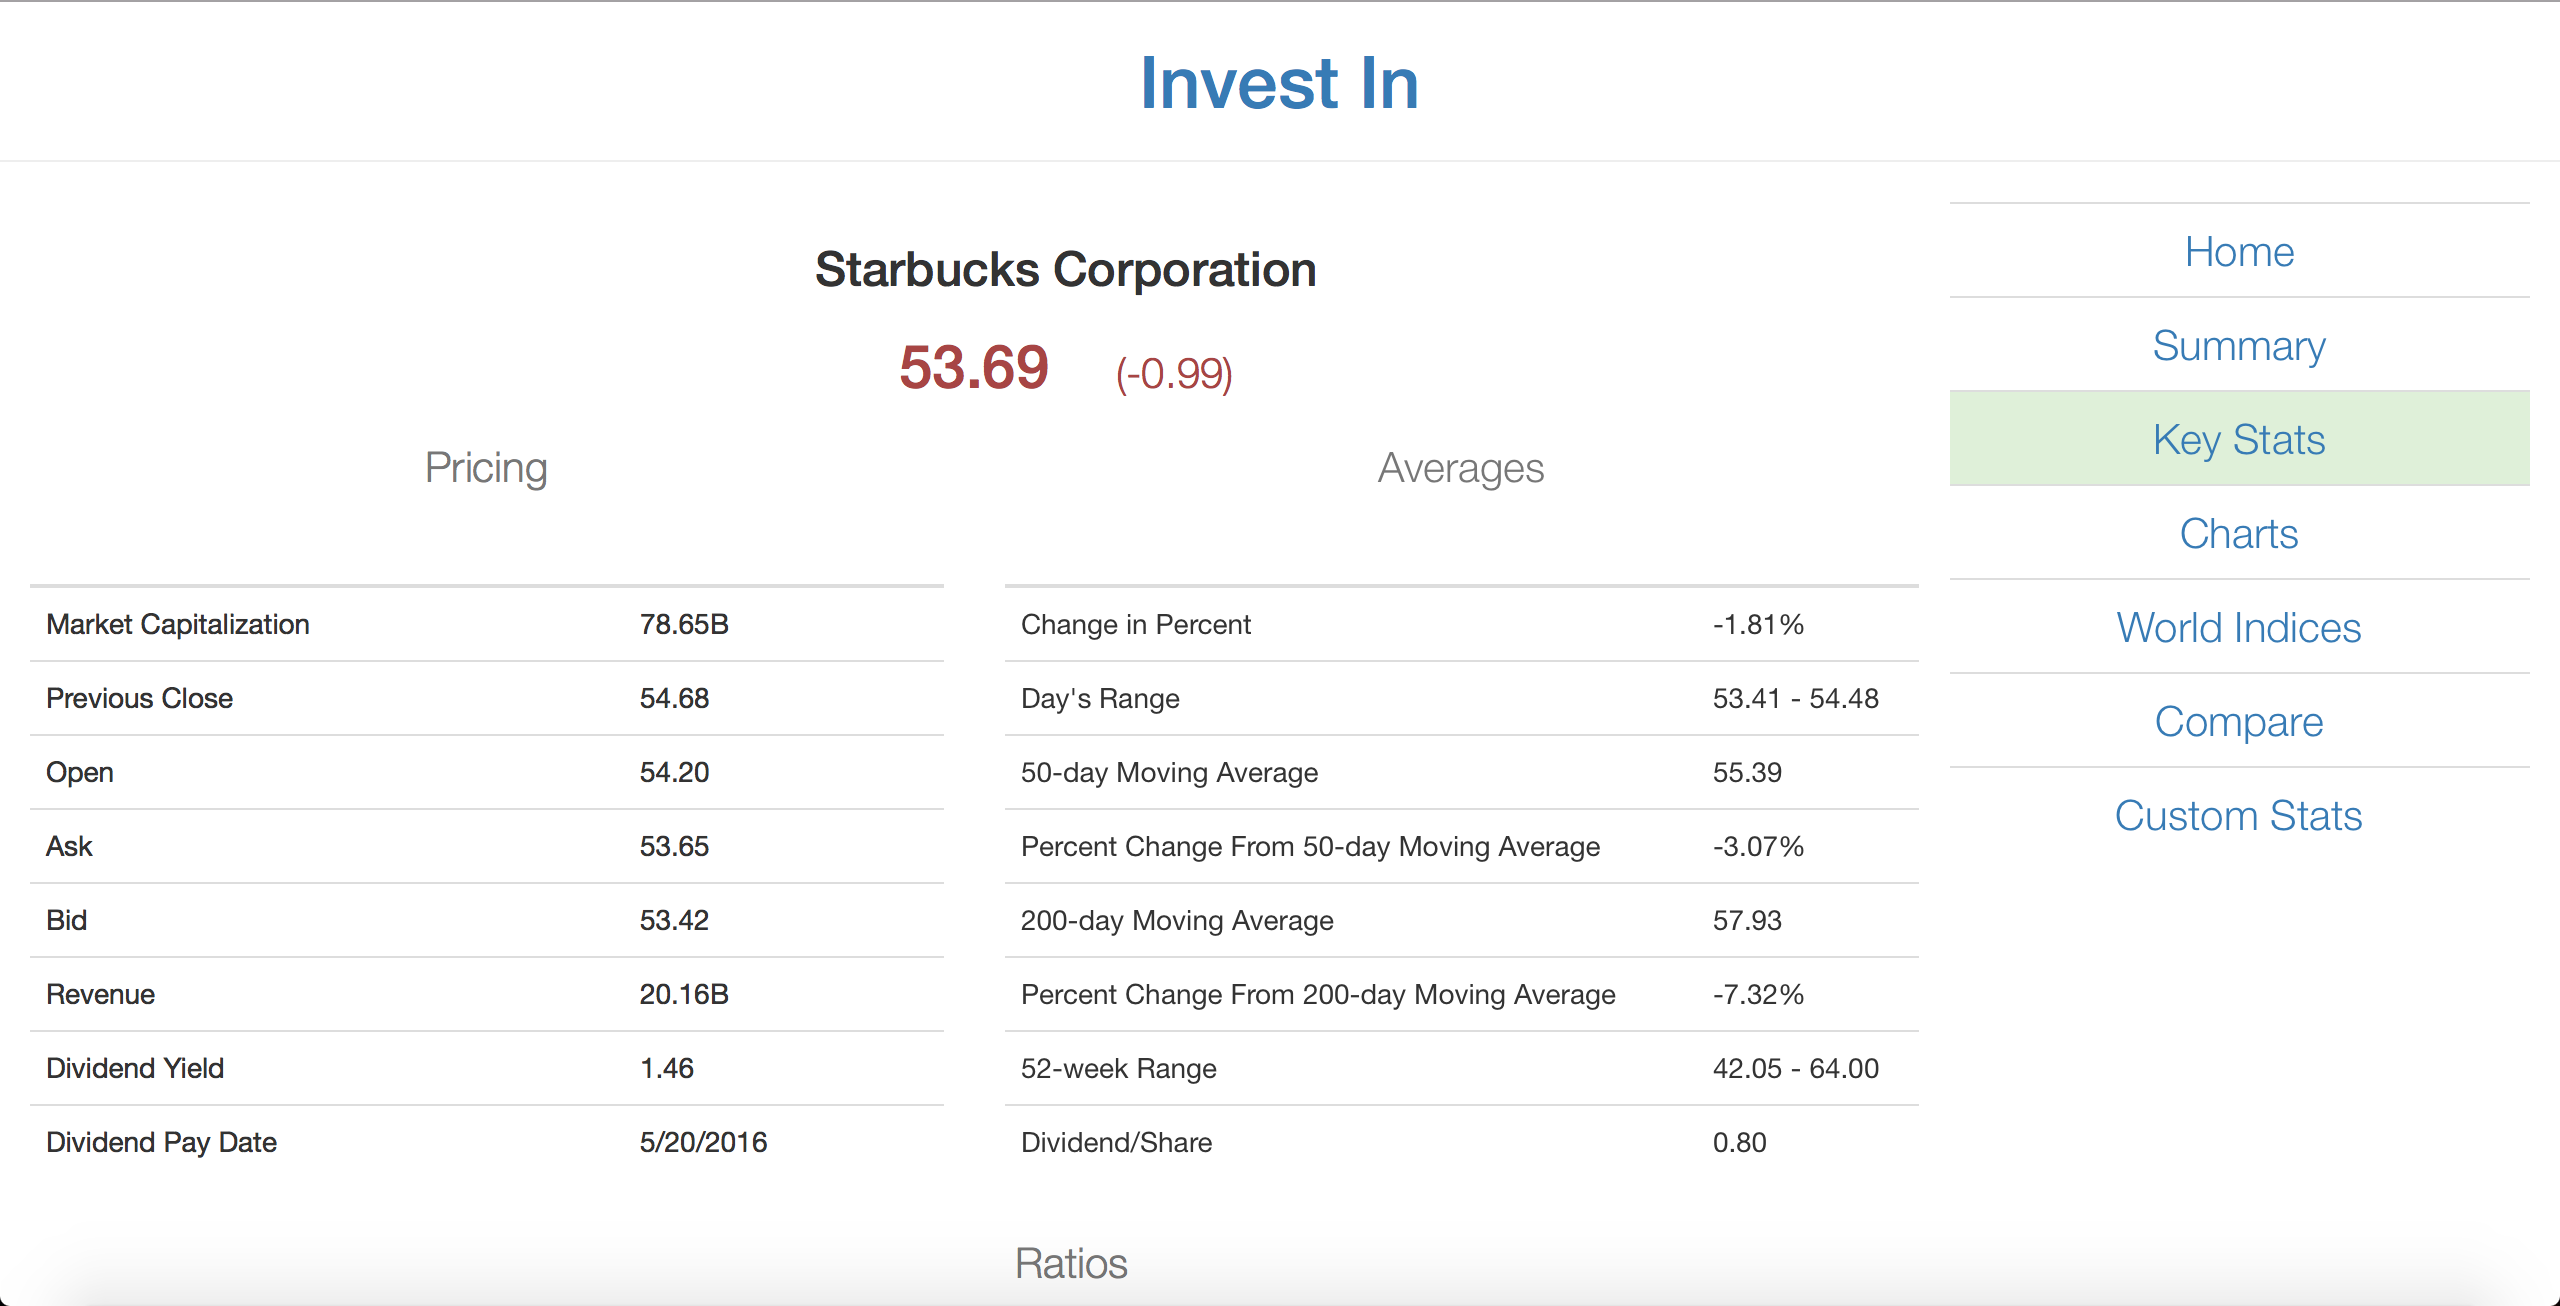 Invest In
Starbucks Corporation
53.69 (-0.99)
Pricing
Market Capitalization 78.65B
Previous Close 54.68
Open 54.20
Ask 53.65
Bid 53.42
Revenue 20.16B
Dividend Yield 1.46
Dividend Pay Date 5/20/2016
Averages
Change in Percent -1.81%
Day's Range 53.41 - 54.48
50-day Moving Average 55.39
Percent Change From 50-day Moving Average -3.07%
200-day Moving Average 57.93
Percent Change From 200-day Moving Average -7.32%
52-week Range 42.05 - 64.00
Dividend/Share 0.80
Ratios
Home
Summary
Key Stats
Charts
World Indices
Compare
Custom Stats